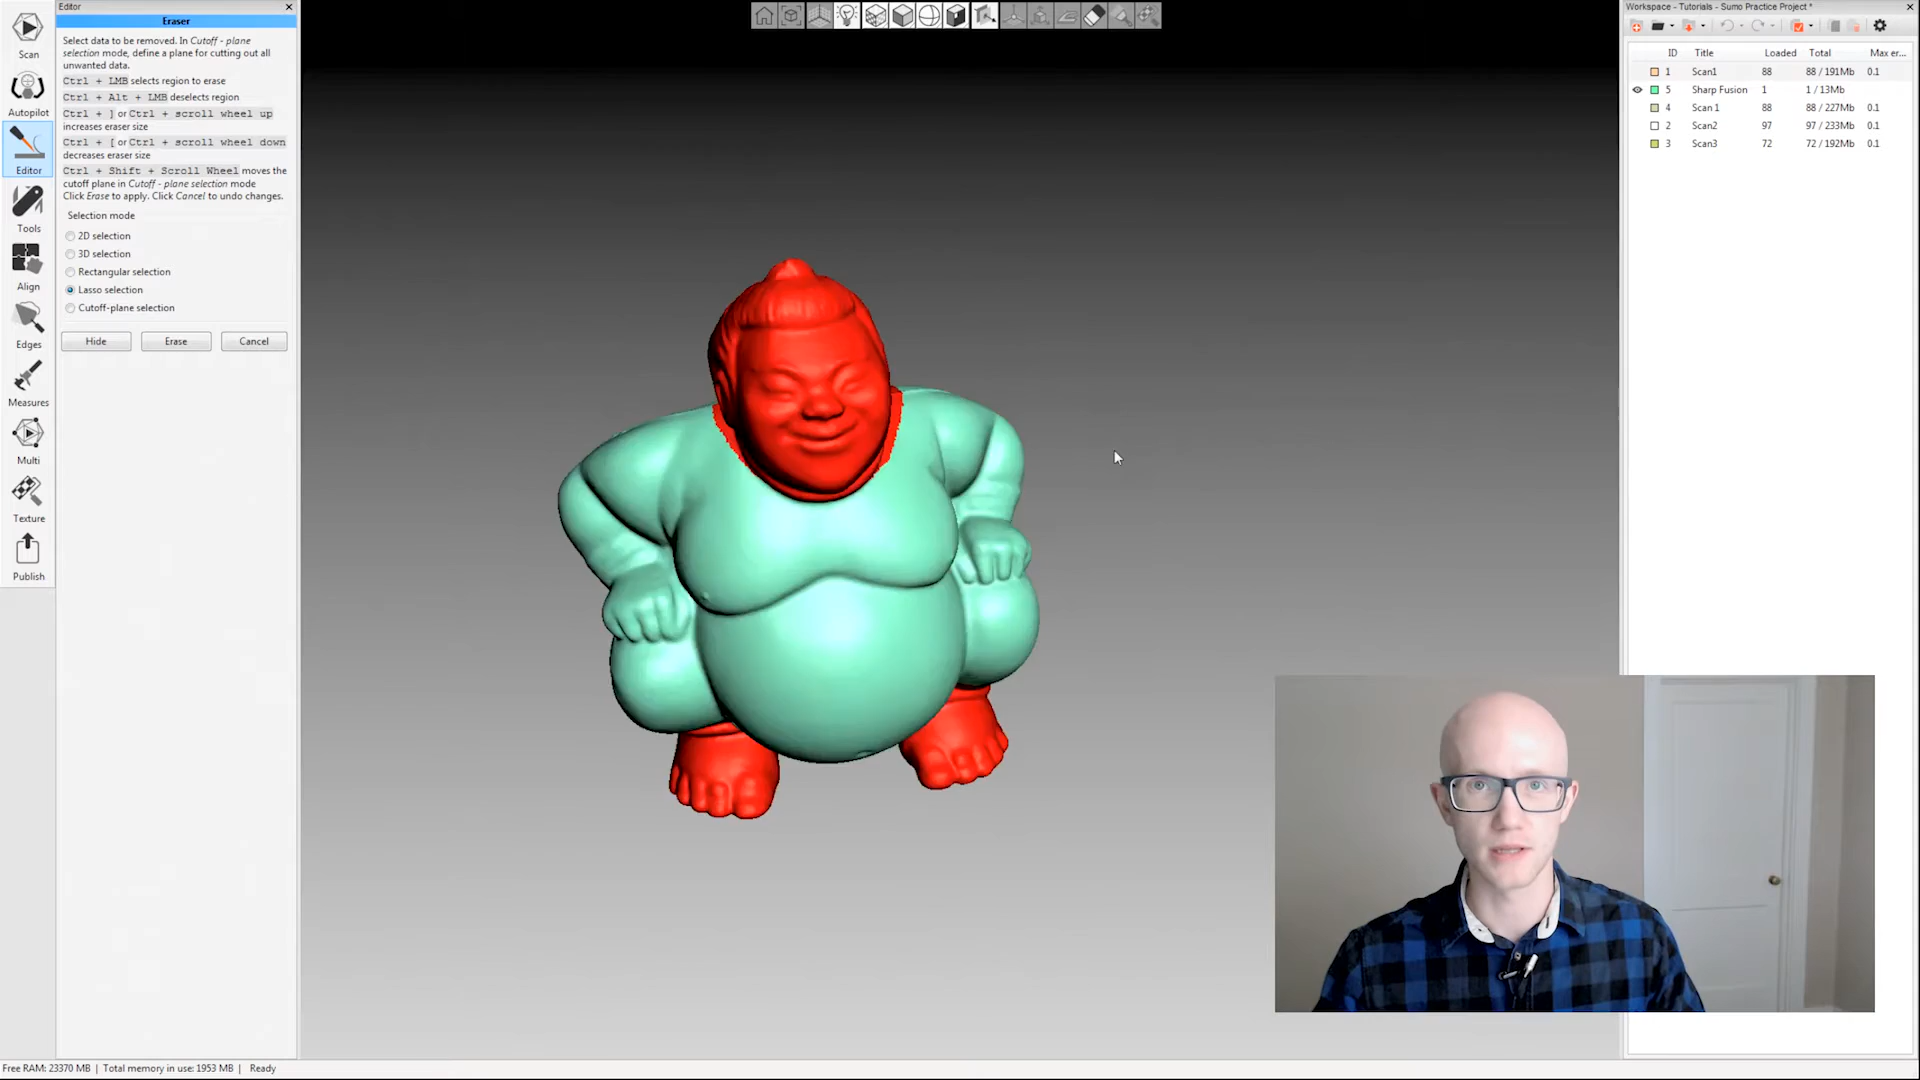 Editor
Eraser
Select data to be removed. In Cutoff - plane
selection mode, define a plane for cutting out all
unwanted data.
Ctrl + LMB selects region to erase
Ctrl + Alt + LMB deselects region
Ctrl + ] or Ctrl + scroll wheel up
increases eraser size
Ctrl + [ or Ctrl + scroll wheel down
decreases eraser size
Ctrl + Shift + Scroll Wheel moves the
cutoff plane in Cutoff - plane selection mode
Click Erase to apply. Click Cancel to undo changes.
Selection mode
2D selection
3D selection
Rectangular selection
Lasso selection
Cutoff-plane selection
Hide Erase Cancel
Scan
Autopilot
Editor
Tools
Align
Edges
Measures
Multi
Texture
Publish
Workspace - Tutorials - Sumo Practice Project *
ID Title Loaded Total Max er...
1 Scan1 88 88 / 191Mb 0.1
5 Sharp Fusion 1 1 / 13Mb
4 Scan 1 88 88 / 227Mb 0.1
2 Scan2 97 97 / 233Mb 0.1
3 Scan3 72 72 / 192Mb 0.1
Free RAM: 23370 MB | Total memory in use: 1953 MB | Ready